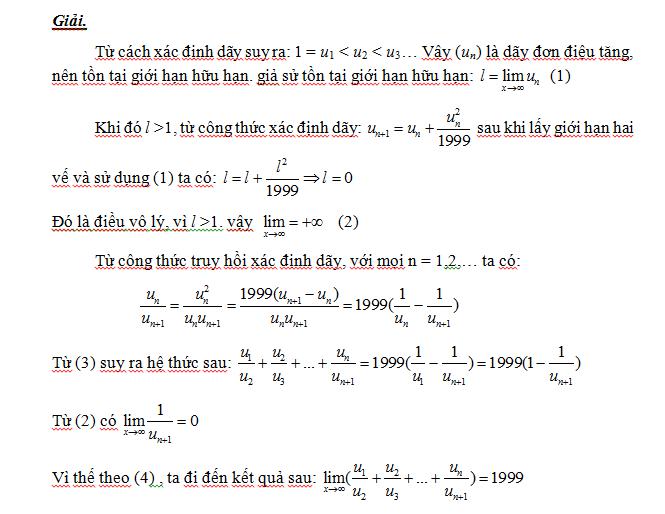 Giải.
Từ cách xác định dãy suy ra: 1 = u₁ < u₂ < u₃… Vậy (uₙ) là dãy đơn điệu tăng,
nên tồn tại giới hạn hữu hạn. giả sử tồn tại giới hạn hữu hạn: l = lim_{x→∞} uₙ (1)
Khi đó l >1, từ công thức xác định dãy: uₙ₊₁ = uₙ + uₙ²/1999 sau khi lấy giới hạn hai
vế và sử dụng (1) ta có: l = l + l²/1999 ⇒ l = 0
Đó là điều vô lý, vì l >1. vậy lim_{x→∞} = +∞ (2)
Từ công thức truy hồi xác định dãy, với mọi n = 1,2,… ta có:
uₙ/uₙ₊₁ = uₙ²/(uₙuₙ₊₁) = 1999(uₙ₊₁ − uₙ)/(uₙuₙ₊₁) = 1999(1/uₙ − 1/uₙ₊₁)
Từ (3) suy ra hệ thức sau: u₁/u₂ + u₂/u₃ + ... + uₙ/uₙ₊₁ = 1999(1/u₁ − 1/uₙ₊₁) = 1999(1 − 1/uₙ₊₁)
Từ (2) có lim_{x→∞} 1/uₙ₊₁ = 0
Vì thế theo (4) , ta đi đến kết quả sau: lim_{x→∞}(u₁/u₂ + u₂/u₃ + ... + uₙ/uₙ₊₁) = 1999